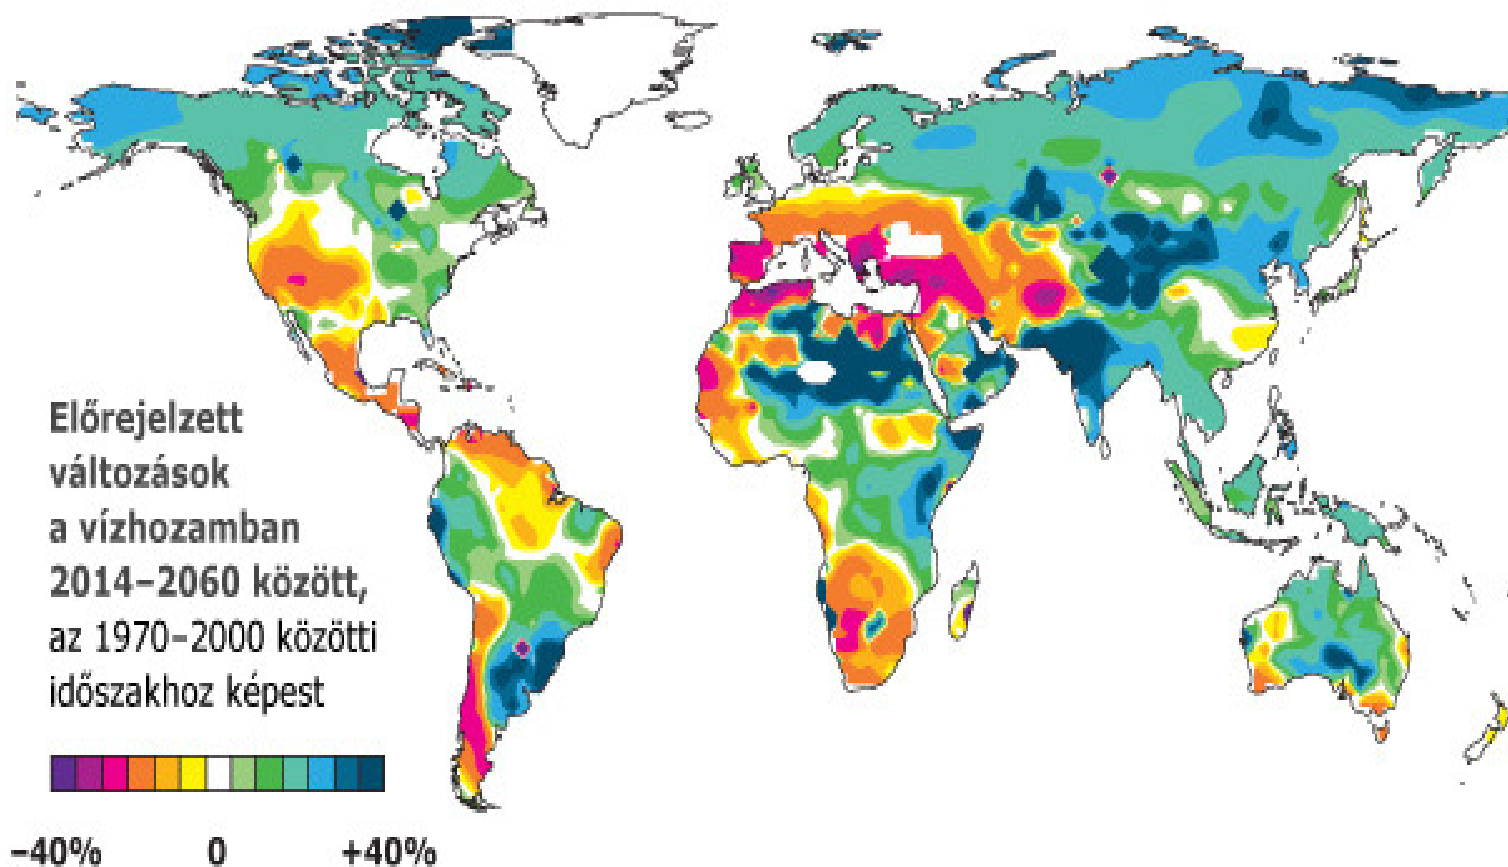 Előrejelzett
változások
a vízhozamban
2014–2060 között,
az 1970–2000 közötti
időszakhoz képest
–40% 0 +40%